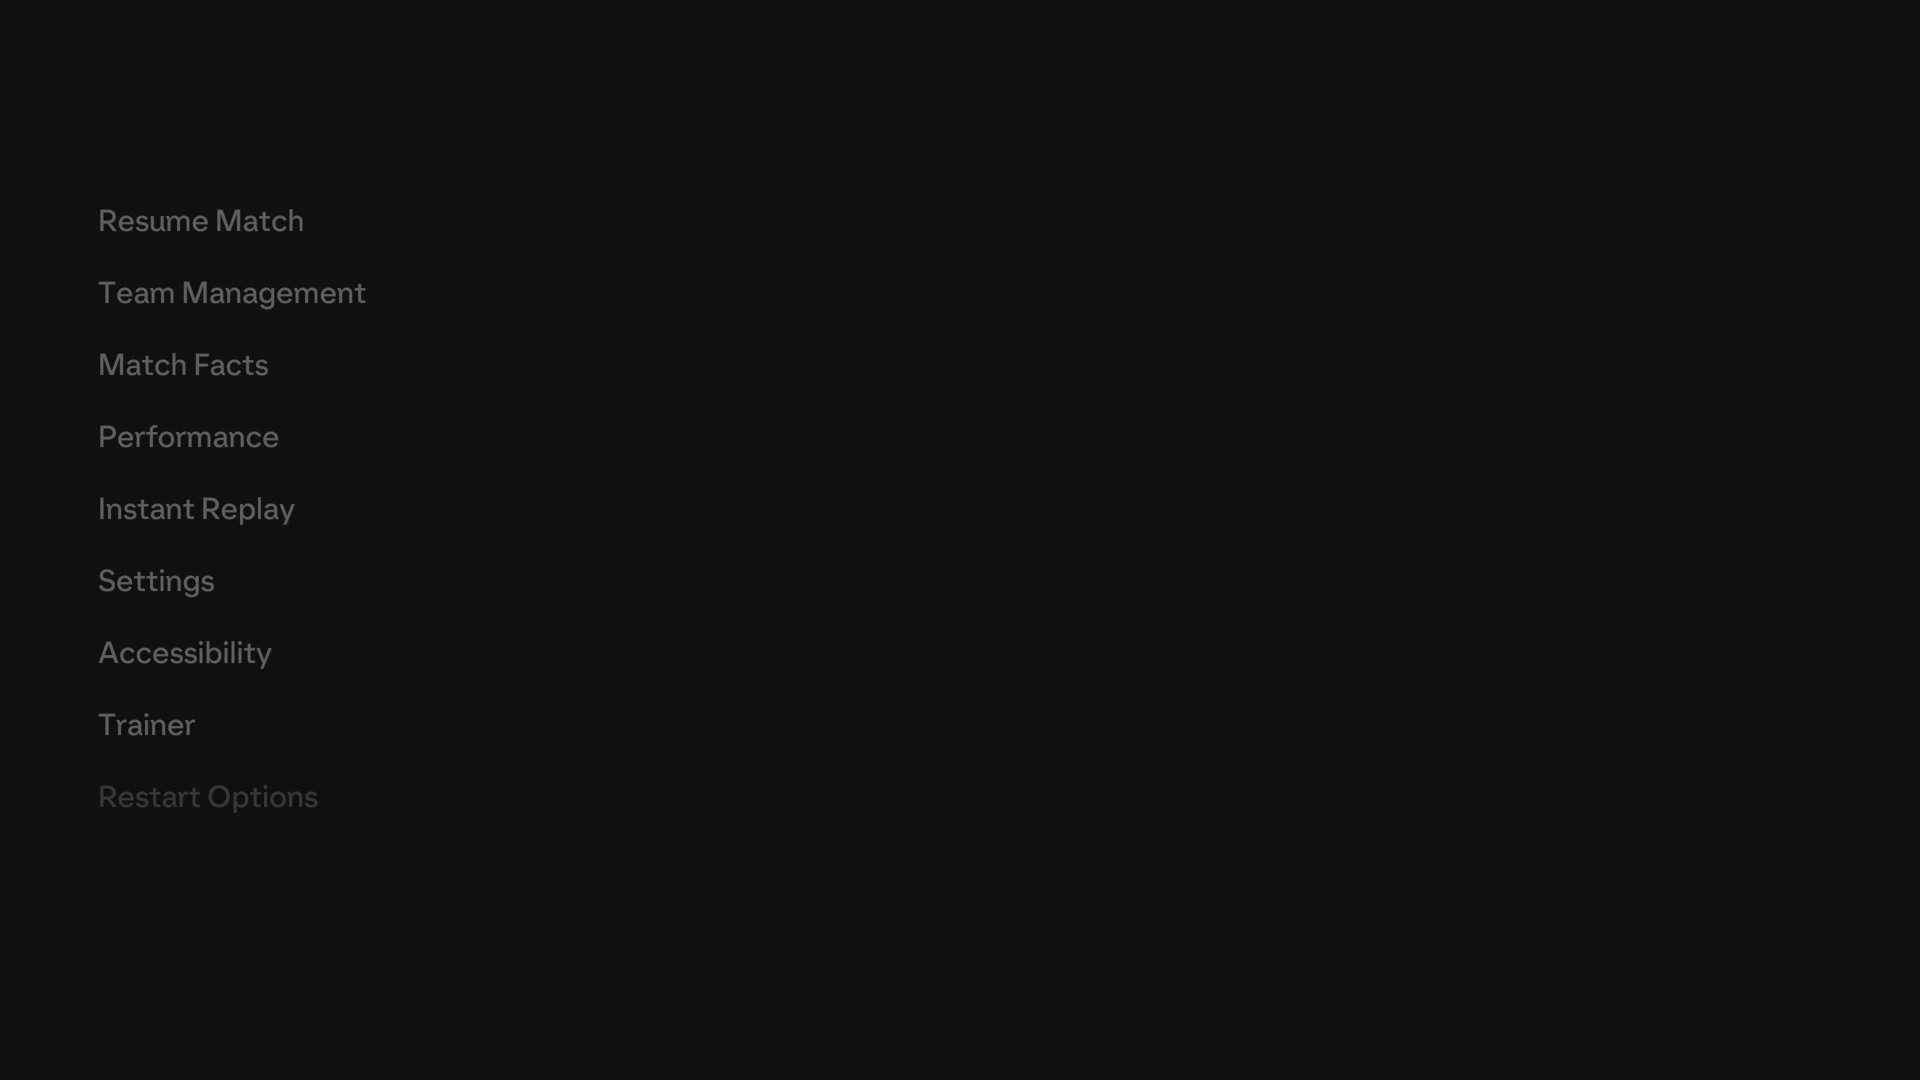 Resume Match
Team Management
Match Facts
Performance
Instant Replay
Settings
Accessibility
Trainer
Restart Options